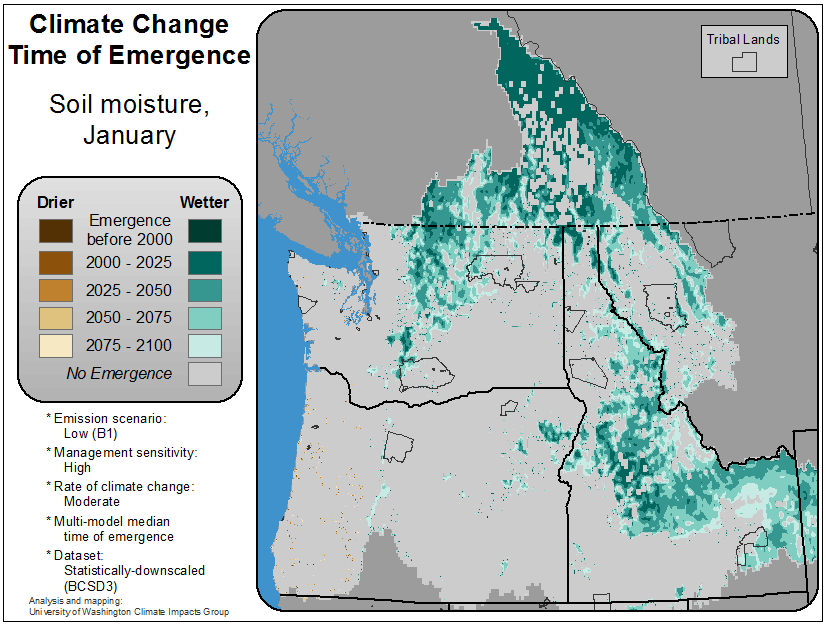 Climate Change
Time of Emergence
Soil moisture,
January
Drier
Wetter
Emergence
before 2000
2000 - 2025
2025 - 2050
2050 - 2075
2075 - 2100
No Emergence
* Emission scenario:
Low (B1)
* Management sensitivity:
High
* Rate of climate change:
Moderate
* Multi-model median
time of emergence
* Dataset:
Statistically-downscaled
(BCSD3)
Analysis and mapping:
University of Washington Climate Impacts Group
Tribal Lands